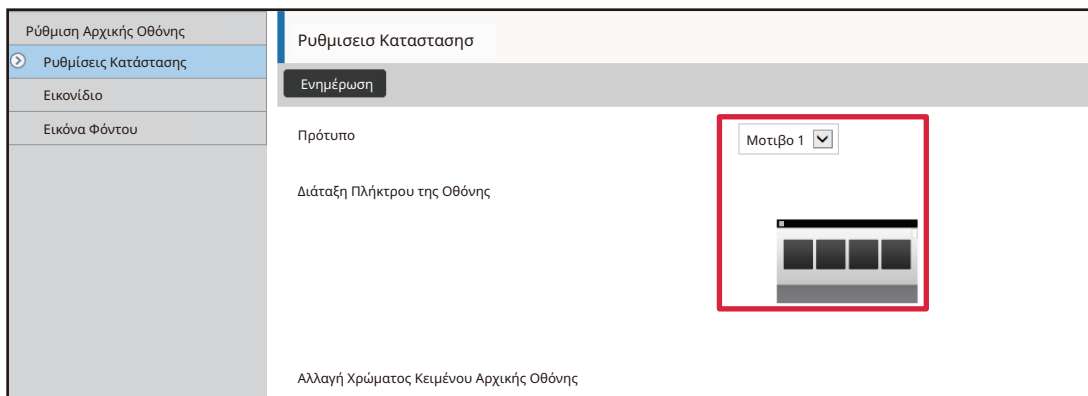 Ρύθμιση Αρχικής Οθόνης
Ρυθμίσεις Κατάστασης
Εικονίδιο
Εικόνα Φόντου
Ρυθμισεισ Καταστασησ
Ενημέρωση
Πρότυπο
Μοτιβο 1
Διάταξη Πλήκτρου της Οθόνης
Αλλαγή Χρώματος Κειμένου Αρχικής Οθόνης